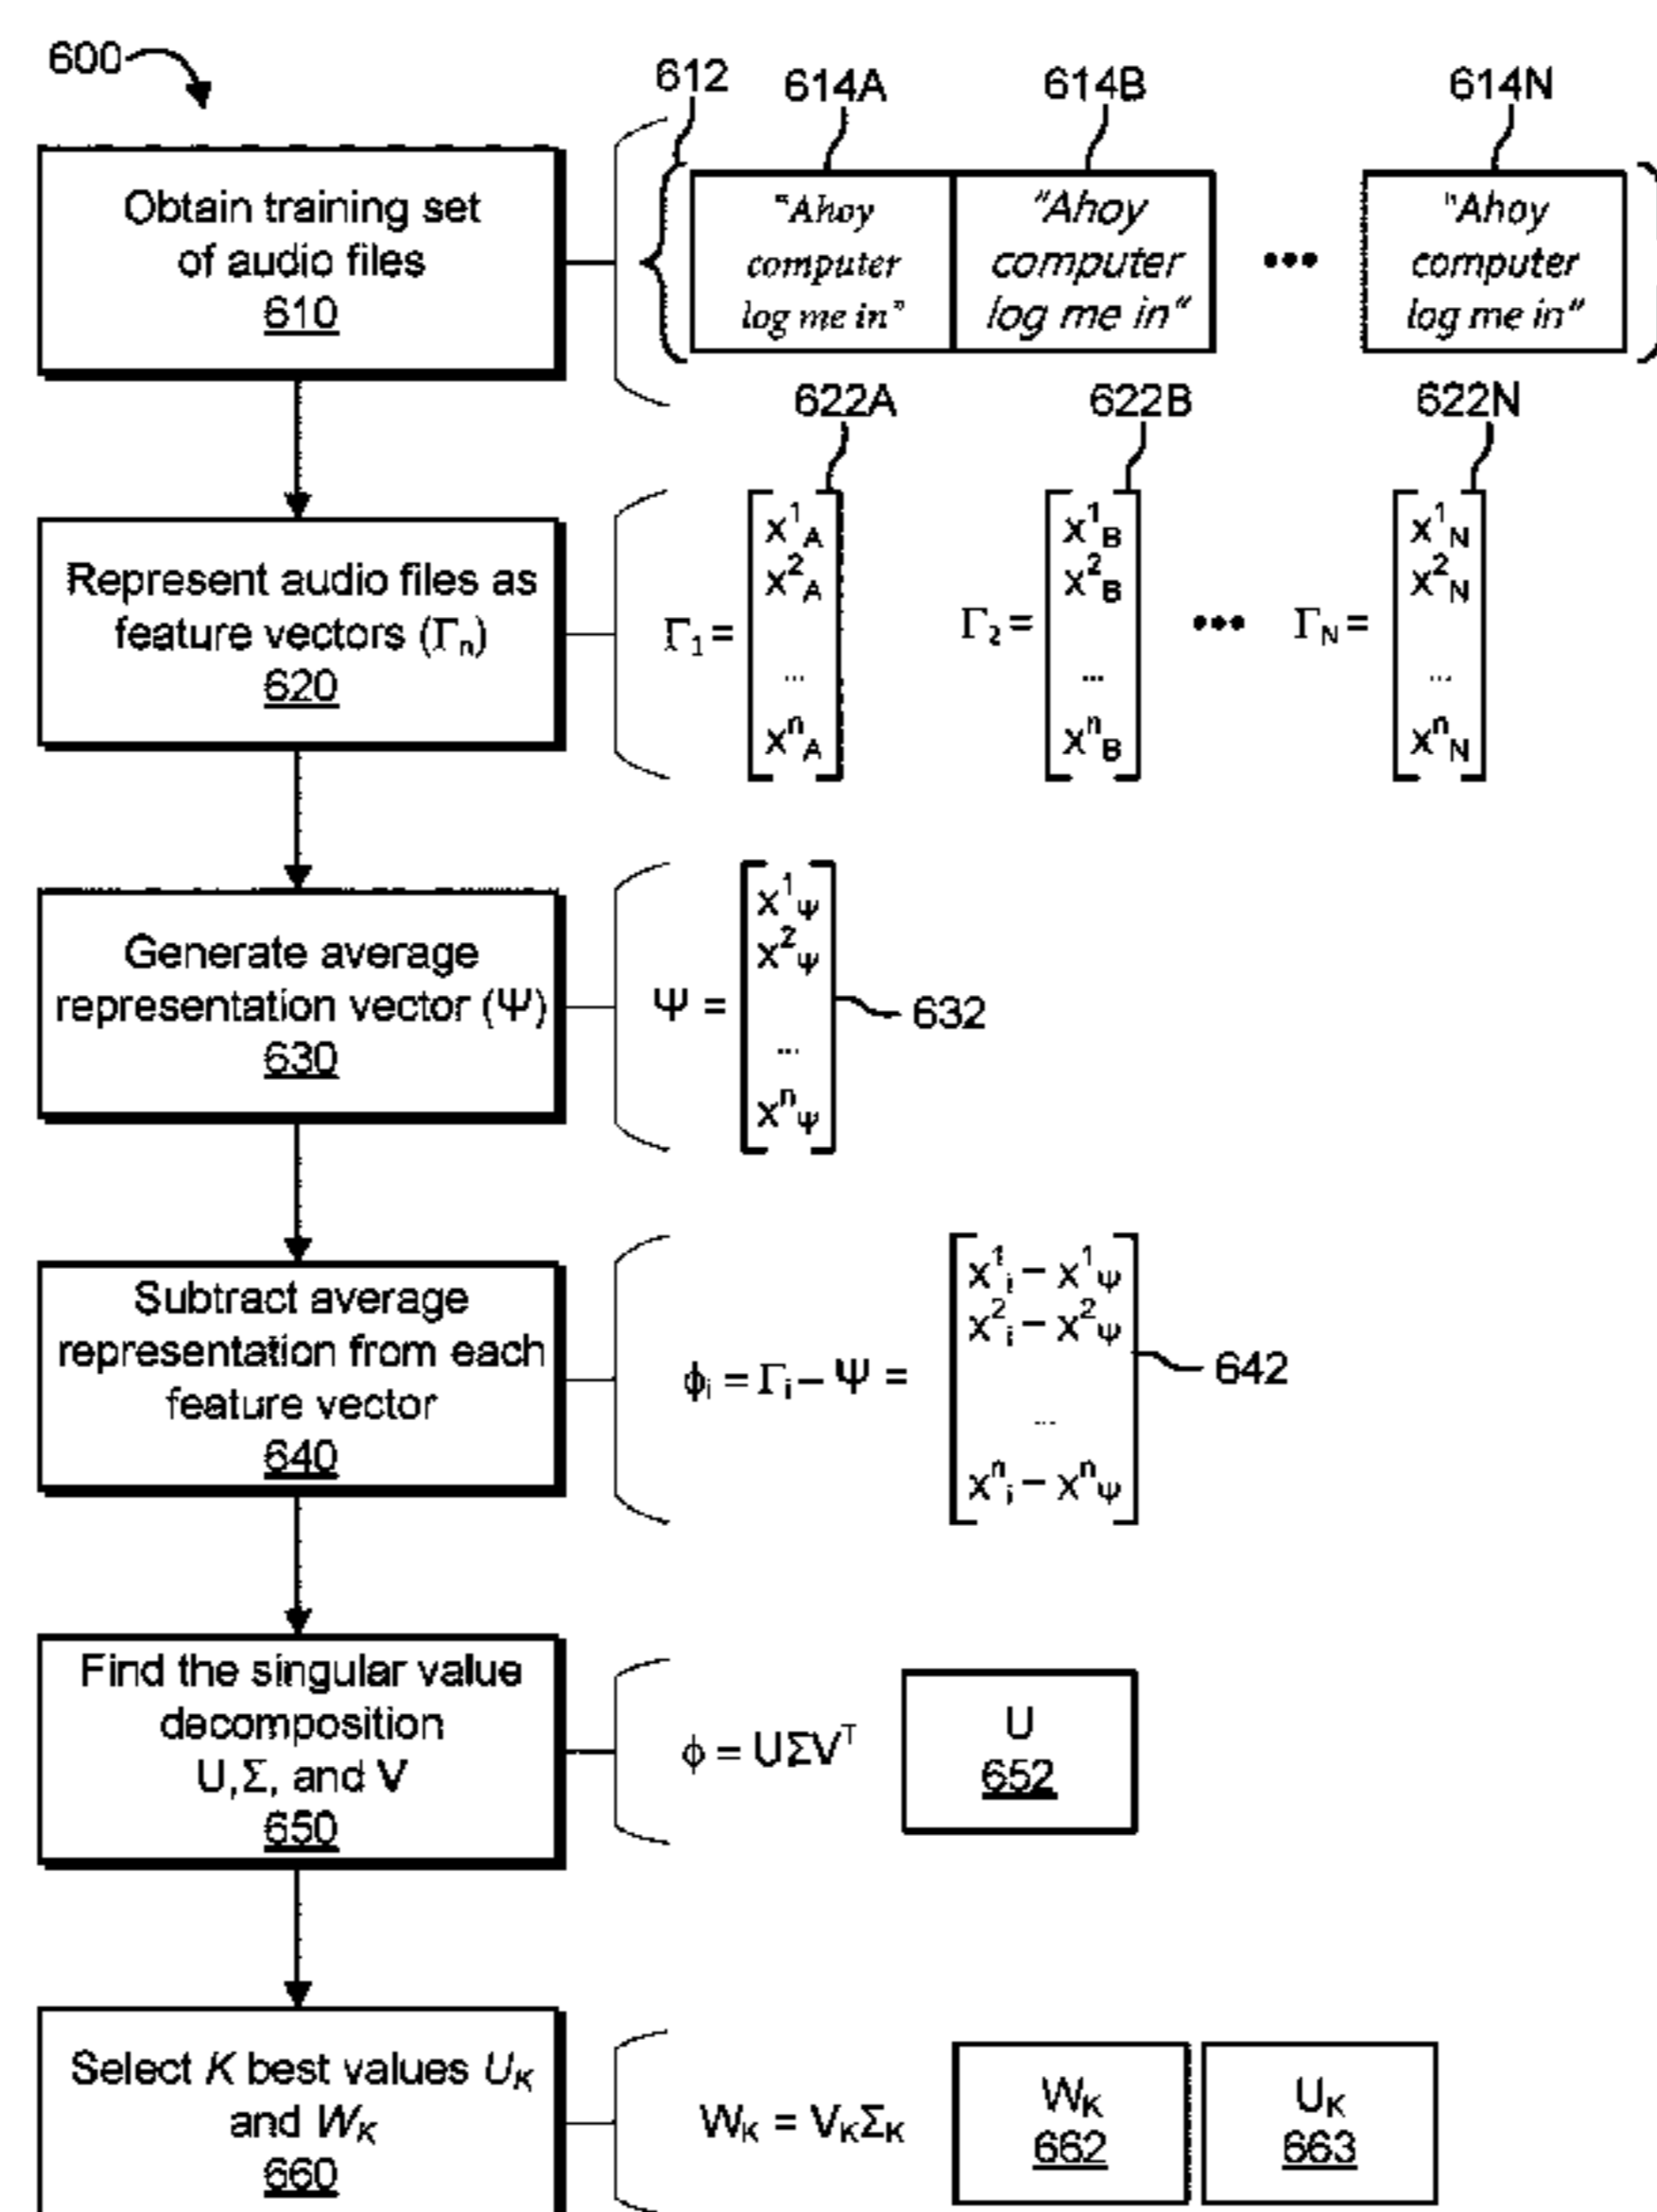 600
612
614A
614B
614N
Obtain training set
of audio files
610
"Ahoy
computer
log me in"
"Ahoy
computer
log me in"
•••
"Ahoy
computer
log me in"
622A
622B
622N
Represent audio files as
feature vectors (Γn)
620
Γ1 =
x1A
x2A
...
xnA
Γ2 =
x1B
x2B
...
xnB
•••
ΓN =
x1N
x2N
...
xnN
Generate average
representation vector (Ψ)
630
Ψ =
x1ψ
x2ψ
...
xnψ
632
Subtract average
representation from each
feature vector
640
ϕi = Γi – Ψ =
x1i – x1ψ
x2i – x2ψ
...
xni – xnψ
642
Find the singular value
decomposition
U,Σ, and V
650
ϕ = UΣVT
U
652
Select K best values UK
and WK
660
WK = VKΣK
WK
662
UK
663